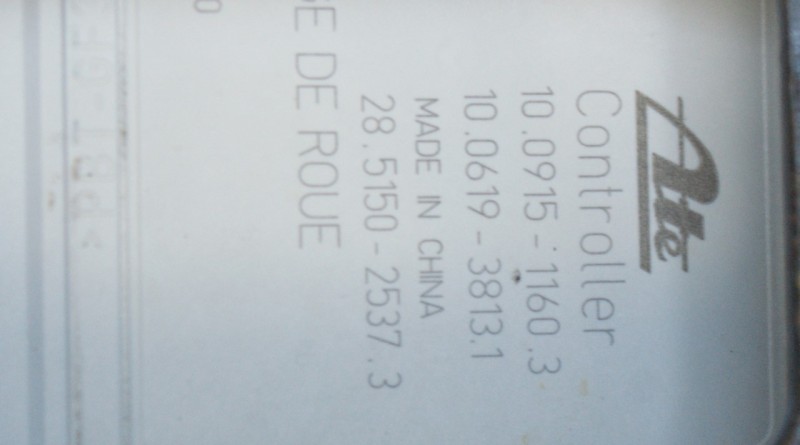 Ate
Controller
10.0915-1160.3
10.0619-3813.1
MADE IN CHINA
28.5150-2537.3
DE ROUE